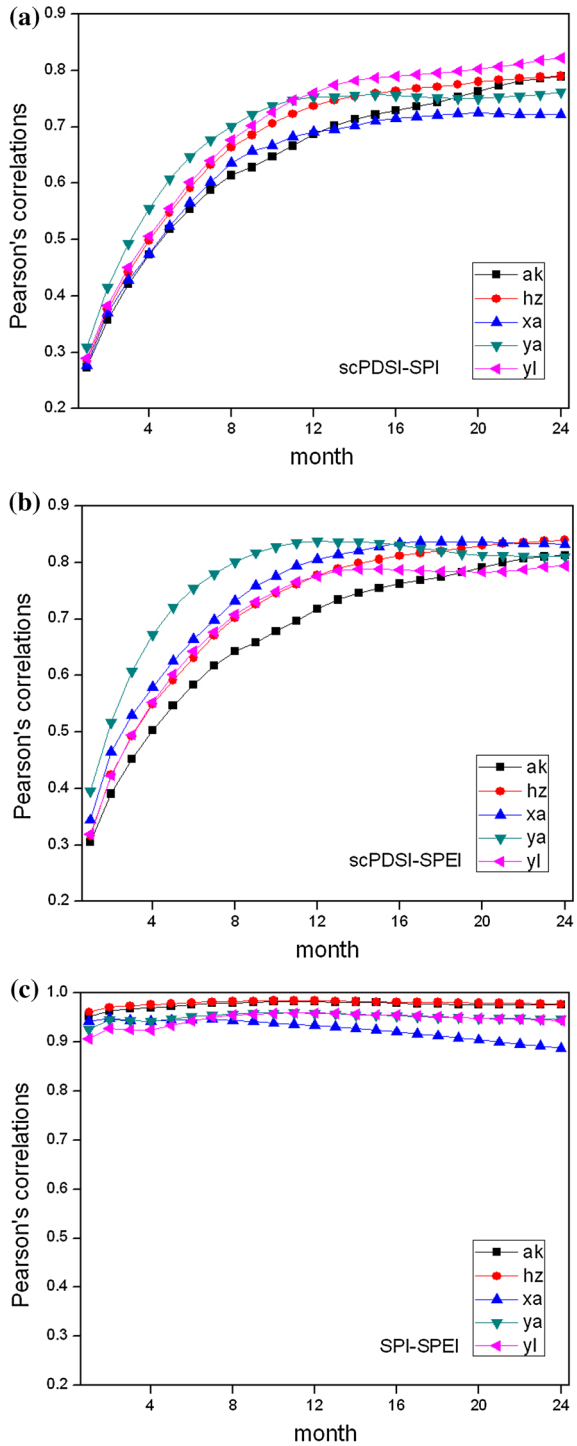 (a)
0.9
0.8
0.7
0.6
0.5
0.4
0.3
0.2
Pearson's correlations
ak
hz
xa
ya
yl
scPDSI-SPI
4 8 12 16 20 24
month
(b)
0.9
0.8
0.7
0.6
0.5
0.4
0.3
0.2
Pearson's correlations
ak
hz
xa
ya
yl
scPDSI-SPEI
4 8 12 16 20 24
month
(c)
1.0
0.9
0.8
0.7
0.6
0.5
0.4
0.3
0.2
Pearson's correlations
ak
hz
xa
ya
yl
SPI-SPEI
4 8 12 16 20 24
month